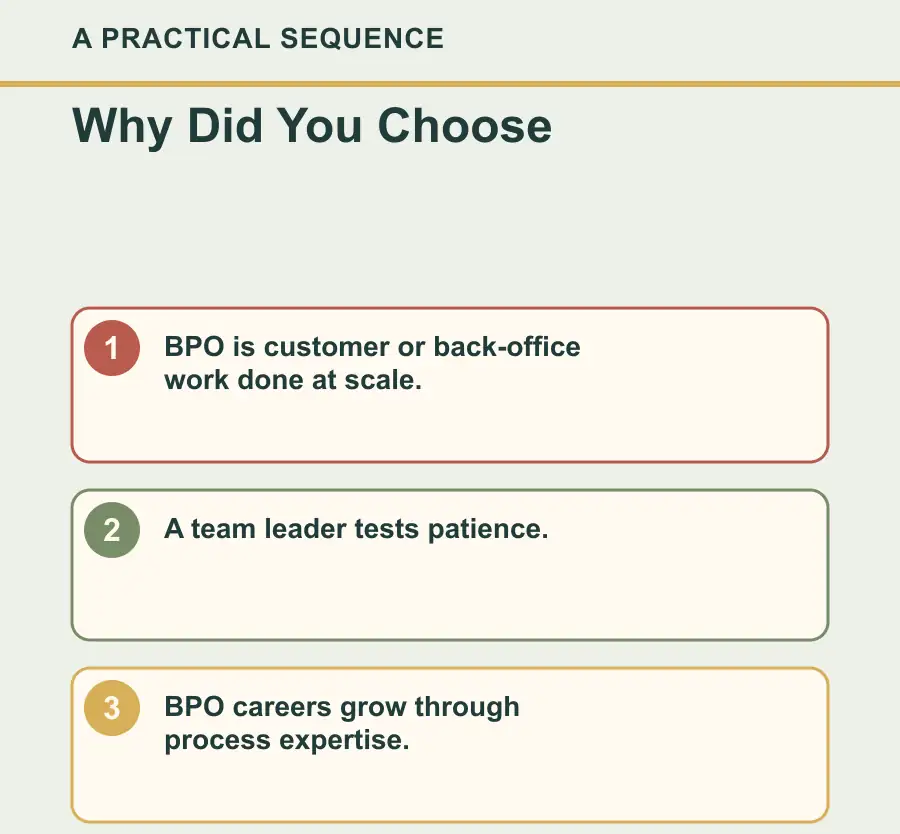 A PRACTICAL SEQUENCE
Why Did You Choose
1
BPO is customer or back-office
work done at scale.
2
A team leader tests patience.
3
BPO careers grow through
process expertise.